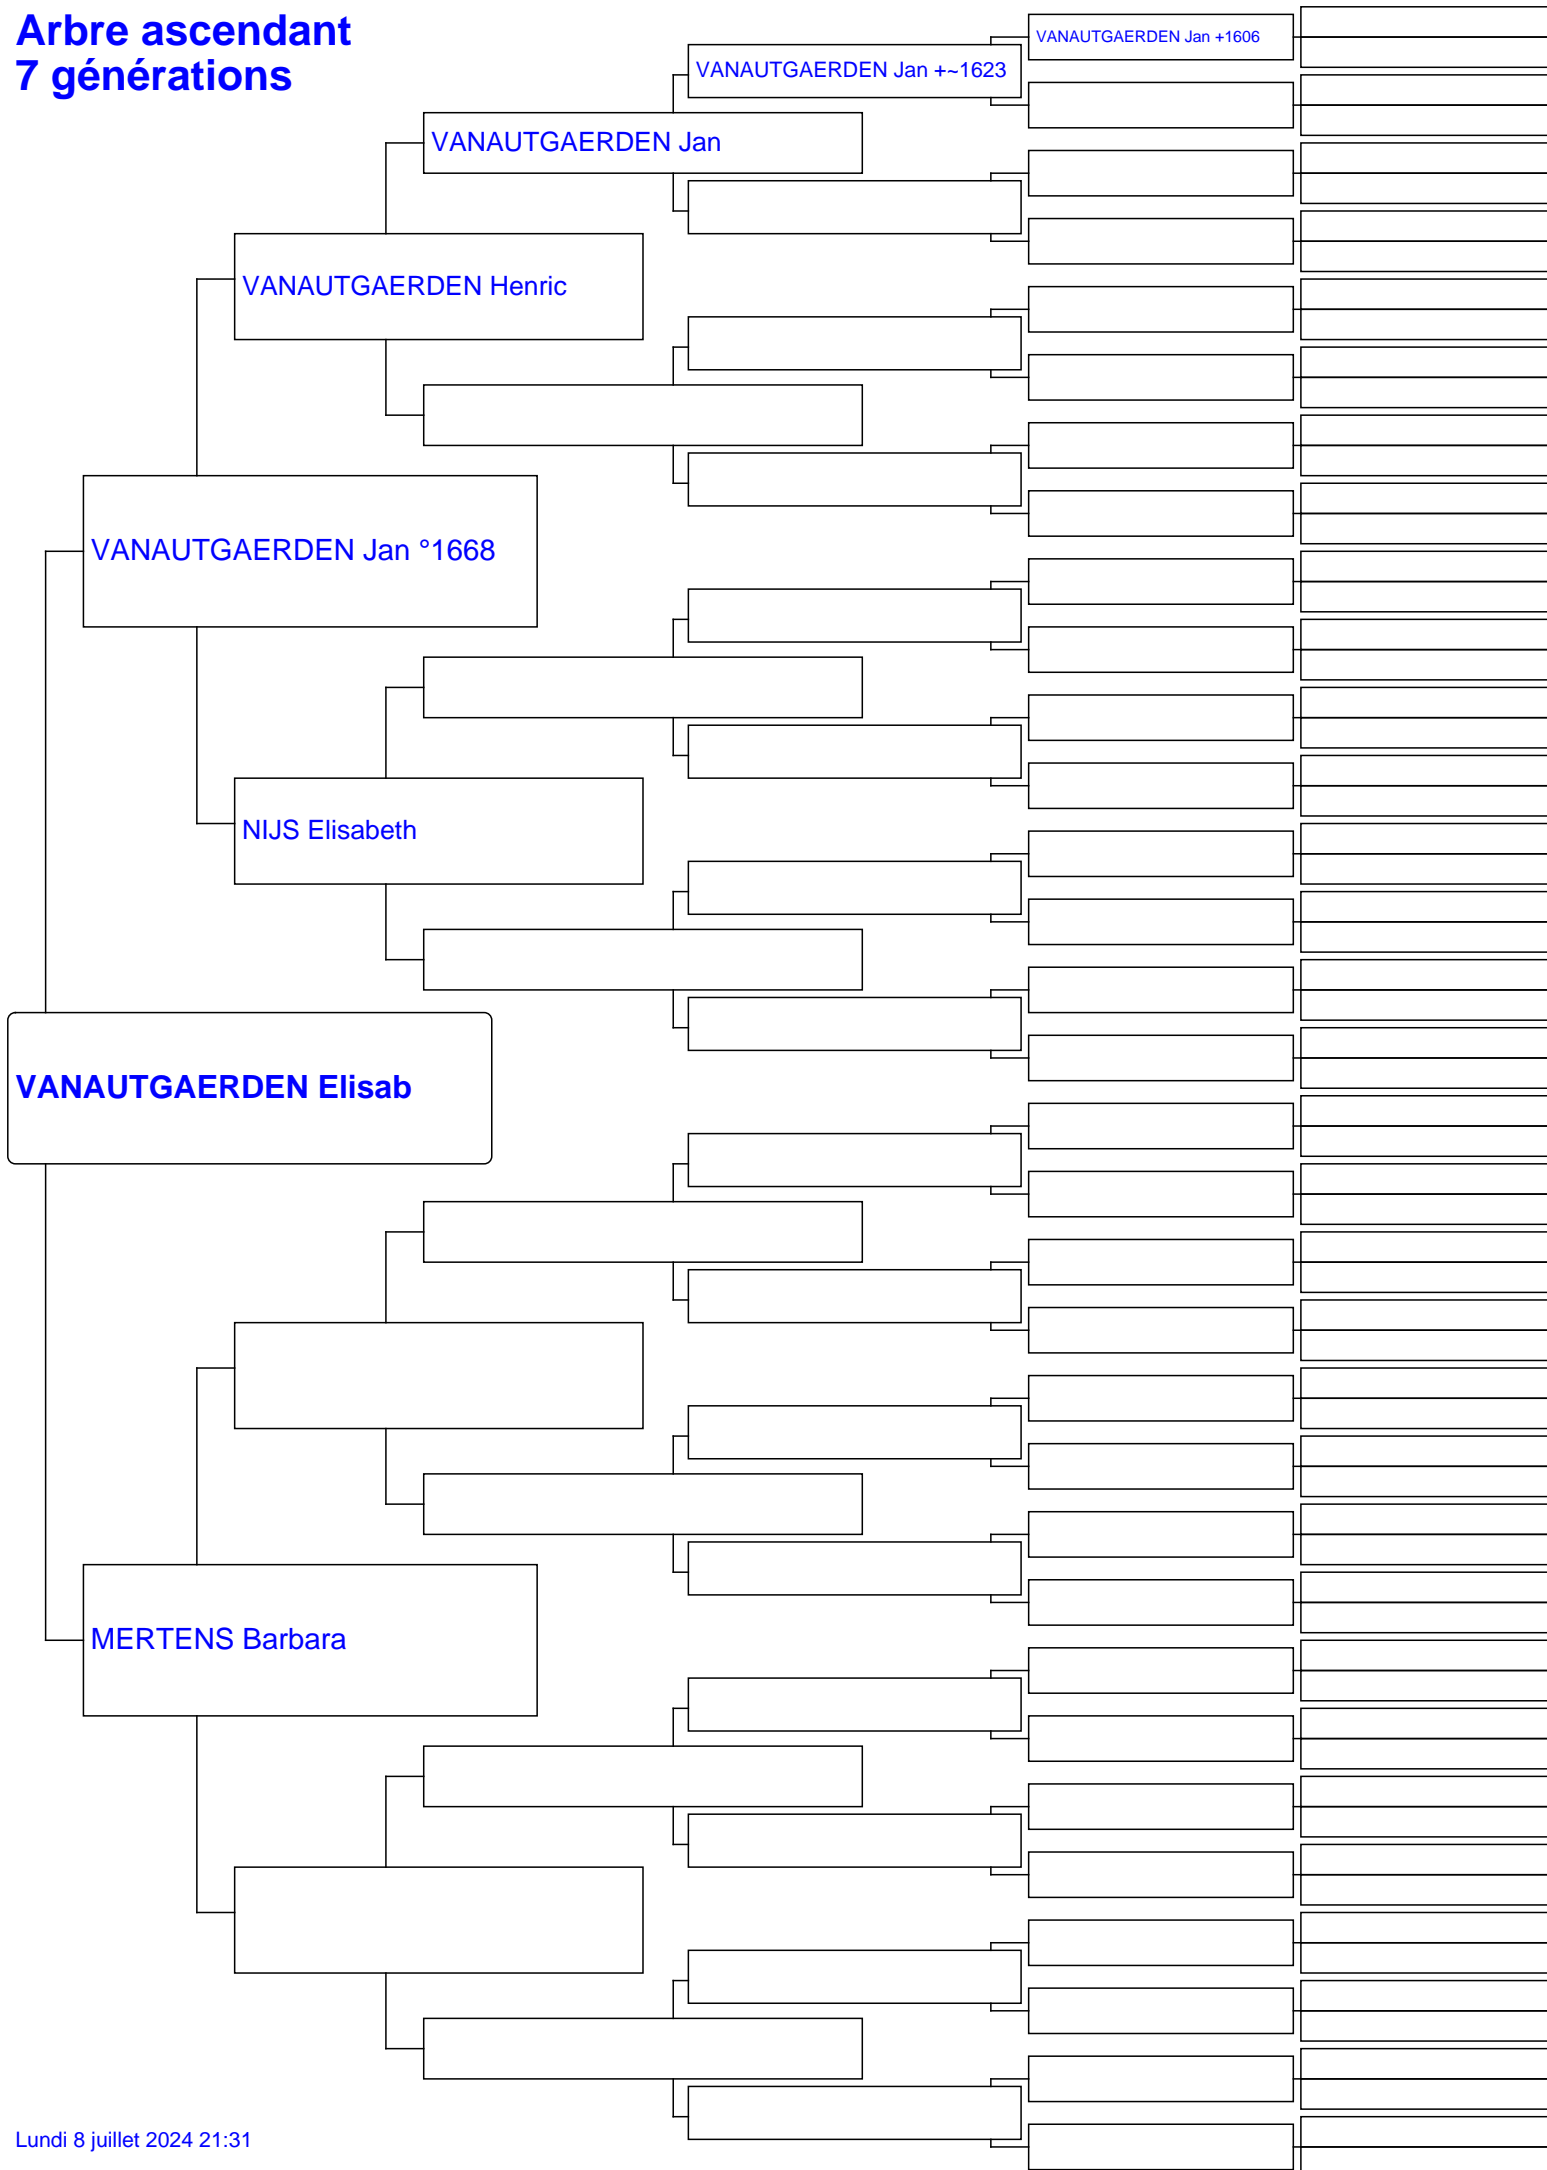 Arbre ascendant
7 générations
VANAUTGAERDEN Jan +1606
VANAUTGAERDEN Jan +~1623
VANAUTGAERDEN Jan
VANAUTGAERDEN Henric
VANAUTGAERDEN Jan °1668
NIJS Elisabeth
VANAUTGAERDEN Elisab
MERTENS Barbara
Lundi 8 juillet 2024 21:31